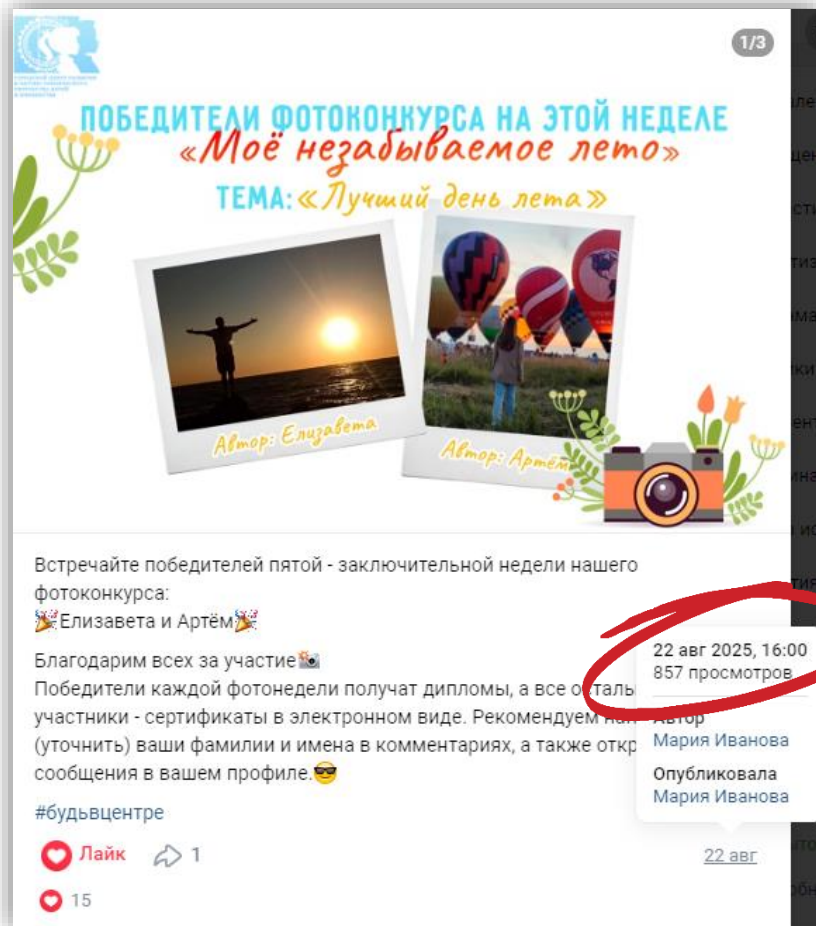 1/3
ПОБЕДИТЕЛИ ФОТОКОНКУРСА НА ЭТОЙ НЕДЕЛЕ
«Моё незабываемое лето»
ТЕМА: «Лучший день лета»
Автор: Елизавета
Автор: Артём
Встречайте победителей пятой - заключительной недели нашего
фотоконкурса:
🎉Елизавета и Артём🎉
Благодарим всех за участие📸
Победители каждой фотонедели получат дипломы, а все
участники - сертификаты в электронном виде. Рекомендуем
(уточнить) ваши фамилии и имена в комментариях, а также
сообщения в вашем профиле.😎
#будьвцентре
22 авг 2025, 16:00
857 просмотров
Автор
Мария Иванова
Опубликовала
Мария Иванова
Лайк 1
22 авг
15